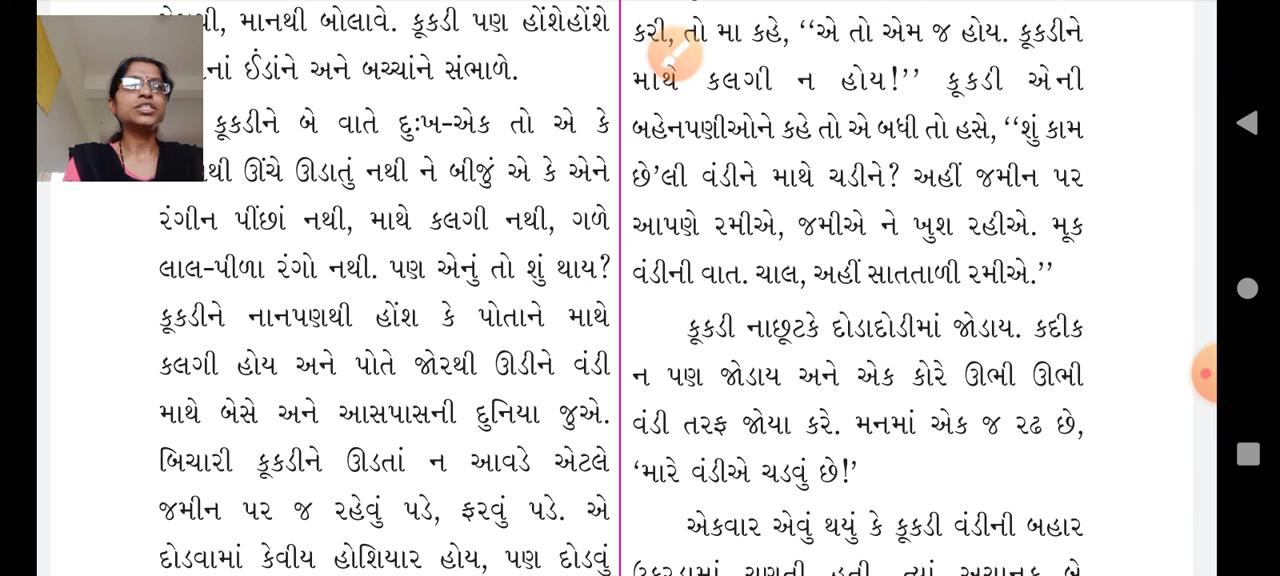 માનથી બોલાવે. કૂકડી પણ હોંશેહોંશે
ઈંડાંને અને બચ્ચાંને સંભાળે.
કૂકડીને બે વાતે દુઃખ-એક તો એ કે
ઊંચે ઊડાતું નથી ને બીજું એ કે એને
રંગીન પીંછાં નથી, માથે કલગી નથી, ગળે
લાલ-પીળા રંગો નથી. પણ એનું તો શું થાય?
કૂકડીને નાનપણથી હોંશ કે પોતાને માથે
કલગી હોય અને પોતે જોરથી ઊડીને વંડી
માથે બેસે અને આસપાસની દુનિયા જુએ.
બિચારી કૂકડીને ઊડતાં ન આવડે એટલે
જમીન પર જ રહેવું પડે, ફરવું પડે. એ
દોડવામાં કેવીય હોશિયાર હોય, પણ દોડવું
કરી, તો મા કહે, ‘‘એ તો એમ જ હોય. કૂકડીને
માથે કલગી ન હોય!’’ કૂકડી એની
બહેનપણીઓને કહે તો એ બધી તો હસે, ‘‘શું કામ
છે’લી વંડીને માથે ચડીને? અહીં જમીન પર
આપણે રમીએ, જમીએ ને ખુશ રહીએ. મૂક
વંડીની વાત. ચાલ, અહીં સાતતાળી રમીએ.’’
કૂકડી નાછૂટકે દોડાદોડીમાં જોડાય. કદીક
ન પણ જોડાય અને એક કોરે ઊભી ઊભી
વંડી તરફ જોયા કરે. મનમાં એક જ રઢ છે,
‘મારે વંડીએ ચડવું છે!’
એકવાર એવું થયું કે કૂકડી વંડીની બહાર